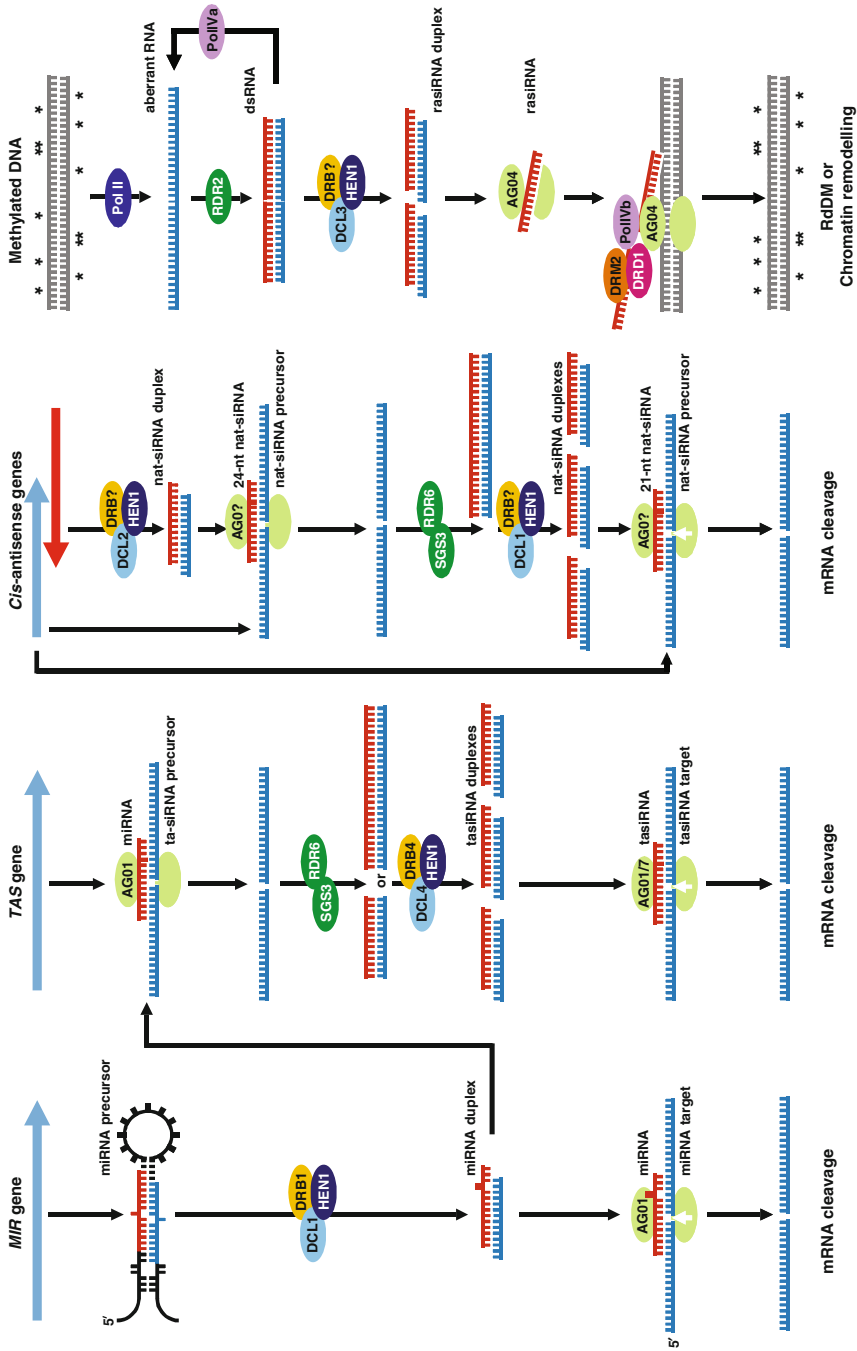 MIR gene
5′
miRNA precursor
DRB1
DCL1
HEN1
miRNA duplex
AG01
miRNA
miRNA target
5′
mRNA cleavage
TAS gene
AG01
miRNA
ta-siRNA precursor
RDR6
SGS3
or
DRB4
DCL4
HEN1
tasiRNA duplexes
AG01/7
tasiRNA
tasiRNA target
mRNA cleavage
Cis-antisense genes
DRB?
DCL2
HEN1
nat-siRNA duplex
AG0?
24-nt nat-siRNA
nat-siRNA precursor
RDR6
SGS3
DRB?
DCL1
HEN1
nat-siRNA duplexes
AG0?
21-nt nat-siRNA
nat-siRNA precursor
mRNA cleavage
Methylated DNA
* * ** * *
* ** * * *
Pol II
aberrant RNA
PolIVa
RDR2
dsRNA
DRB?
DCL3
HEN1
rasiRNA duplex
AG04
rasiRNA
DRM2
PolIVb
DRD1
AG04
* * * ** * *
* ** * *
RdDM or
Chromatin remodelling